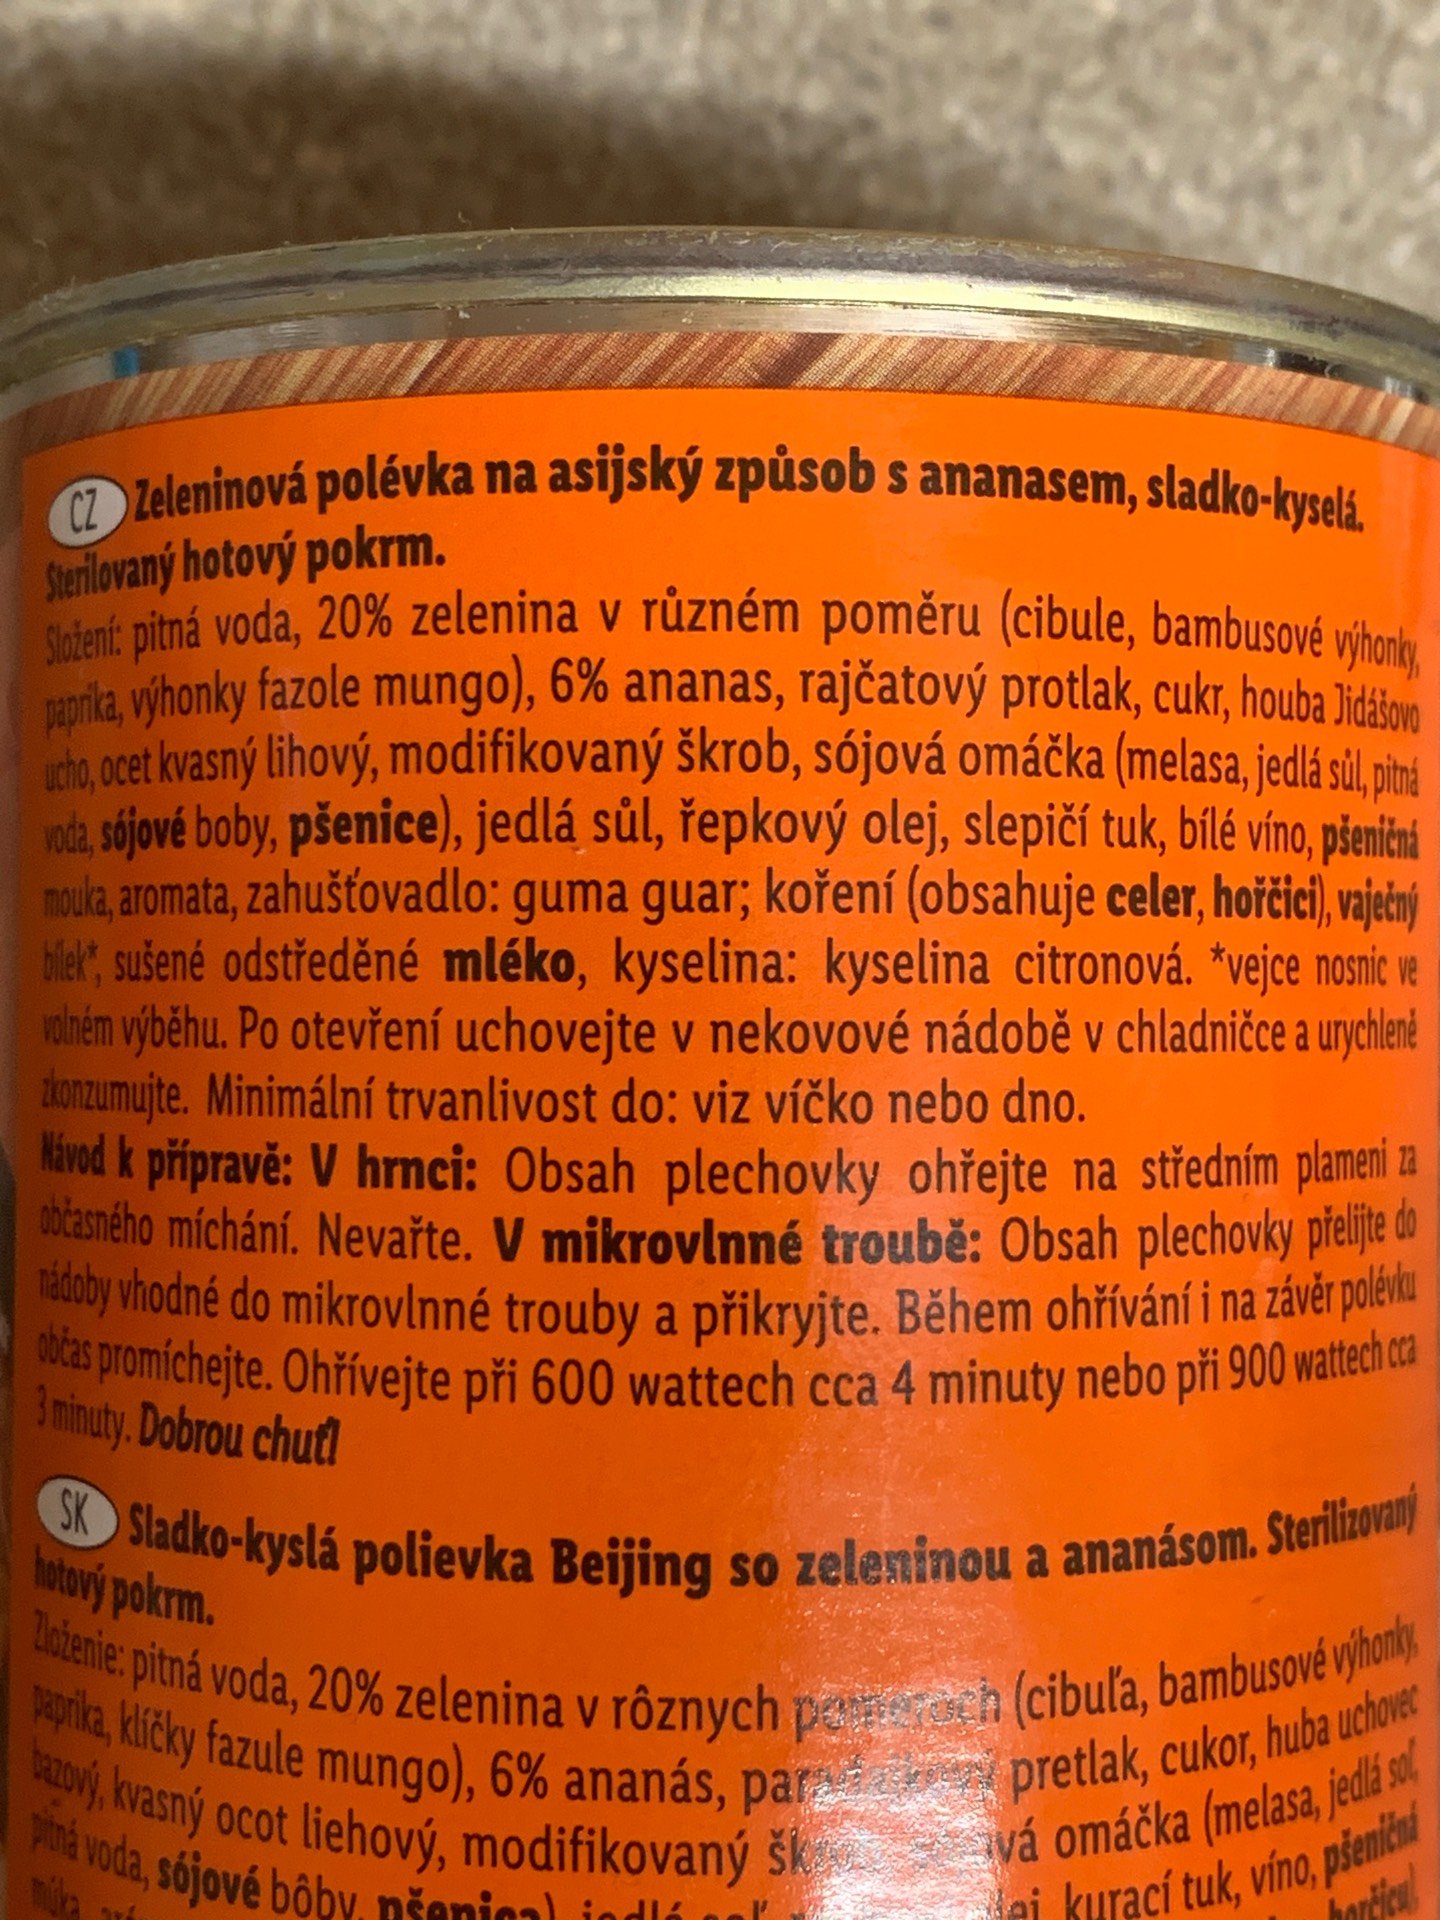 CZ Zeleninová polévka na asijský způsob s ananasem, sladko-kyselá.
Sterilovaný hotový pokrm.
Složení: pitná voda, 20% zelenina v různém poměru (cibule, bambusové výhonky,
paprika, výhonky fazole mungo), 6% ananas, rajčatový protlak, cukr, houba Jidášovo
ucho, ocet kvasný lihový, modifikovaný škrob, sójová omáčka (melasa, jedlá sůl, pitná
voda, sójové boby, pšenice), jedlá sůl, řepkový olej, slepičí tuk, bílé víno, pšeničná
mouka, aromata, zahušťovadlo: guma guar; koření (obsahuje celer, hořčici), vaječný
bílek*, sušené odstředěné mléko, kyselina: kyselina citronová. *vejce nosnic ve
volném výběhu. Po otevření uchovejte v nekovové nádobě v chladničce a urychleně
zkonzumujte. Minimální trvanlivost do: viz víčko nebo dno.
Návod k přípravě: V hrnci: Obsah plechovky ohřejte na středním plameni za
občasného míchání. Nevařte. V mikrovlnné troubě: Obsah plechovky přelijte do
nádoby vhodné do mikrovlnné trouby a přikryjte. Během ohřívání i na závěr polévku
občas promíchejte. Ohřívejte při 600 wattech cca 4 minuty nebo při 900 wattech cca
3 minuty. Dobrou chuť!
SK Sladko-kyslá polievka Beijing so zeleninou a ananásom. Sterilizovaný
hotový pokrm.
Zloženie: pitná voda, 20% zelenina v rôznych pomeroch (cibuľa, bambusové výhonky,
paprika, klíčky fazule mungo), 6% ananás, paradajkový pretlak, cukor, huba uchovec
bazový, kvasný ocot liehový, modifikovaný omáčka (melasa, jedlá soľ,
pitná voda, sójové bôby, pšenica), jedlá soľ, kurací tuk, víno, pšeničná
múka horčicu),